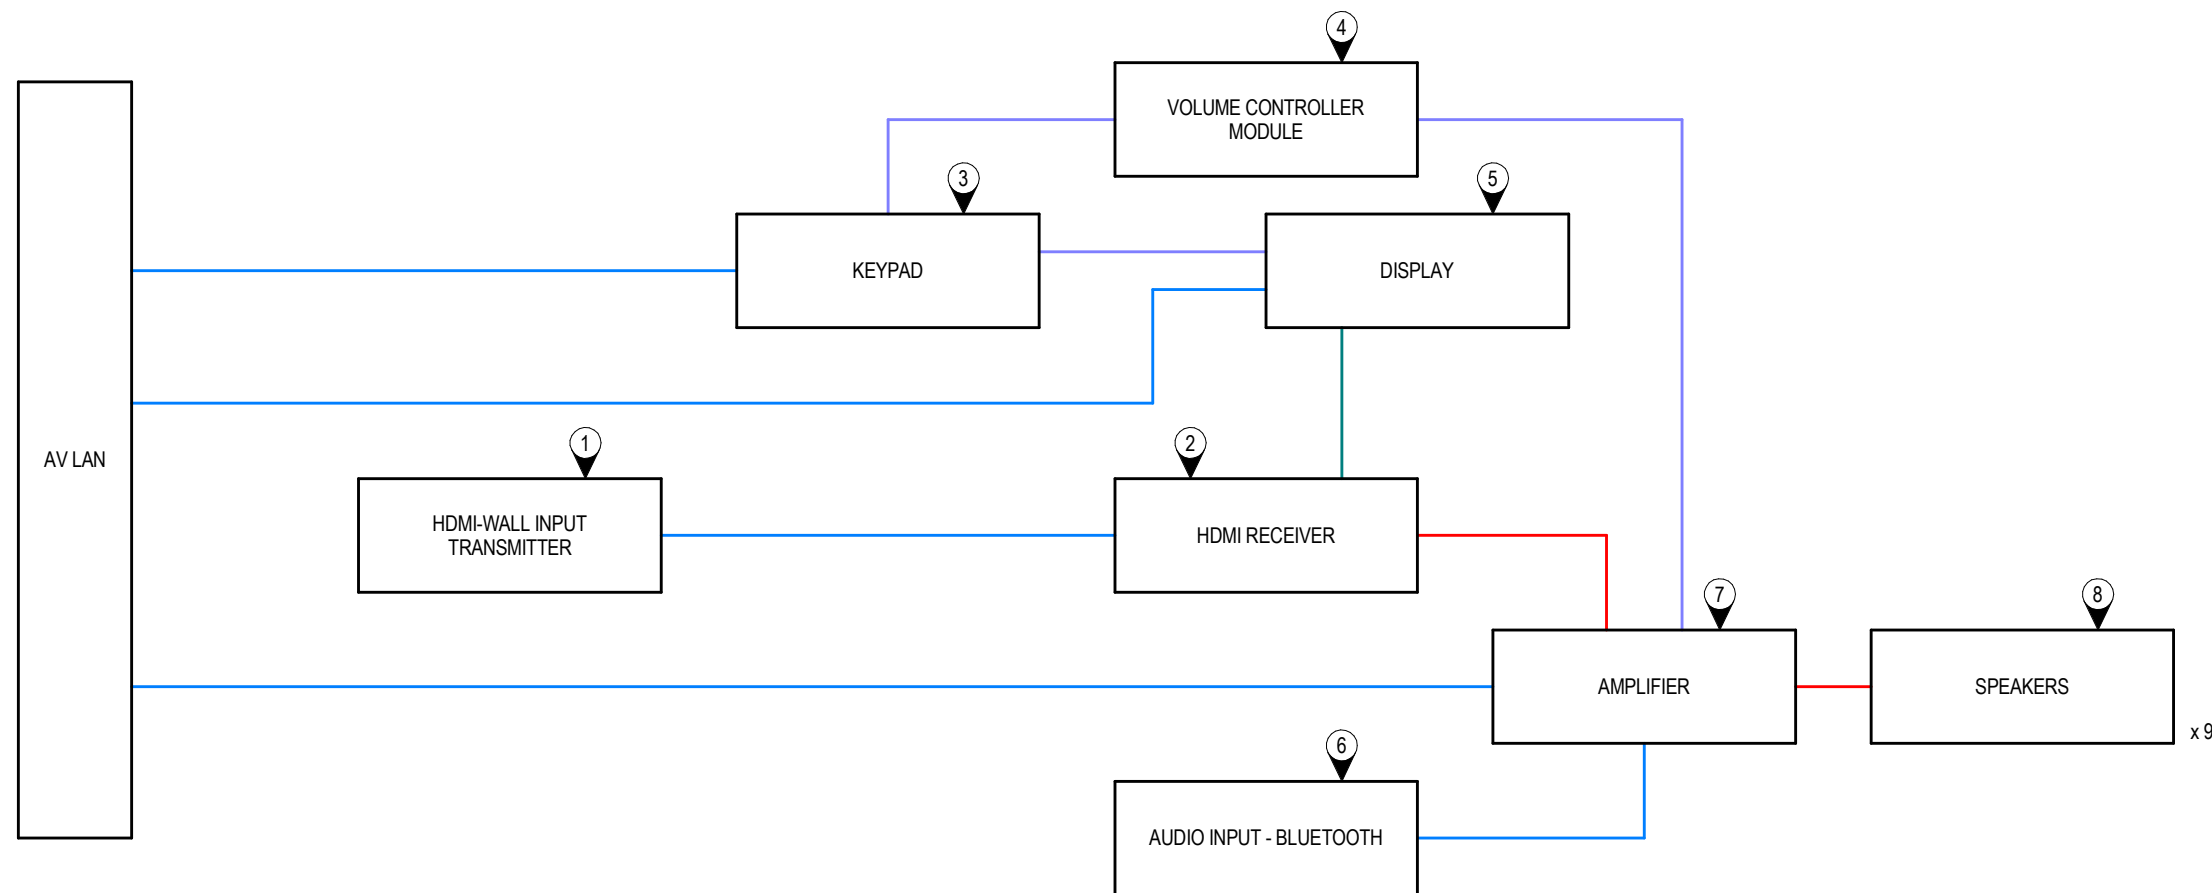 4
VOLUME CONTROLLER
MODULE
3
5
KEYPAD
DISPLAY
AV LAN
1
2
HDMI-WALL INPUT
TRANSMITTER
HDMI RECEIVER
7
8
AMPLIFIER
SPEAKERS
x 9
6
AUDIO INPUT - BLUETOOTH